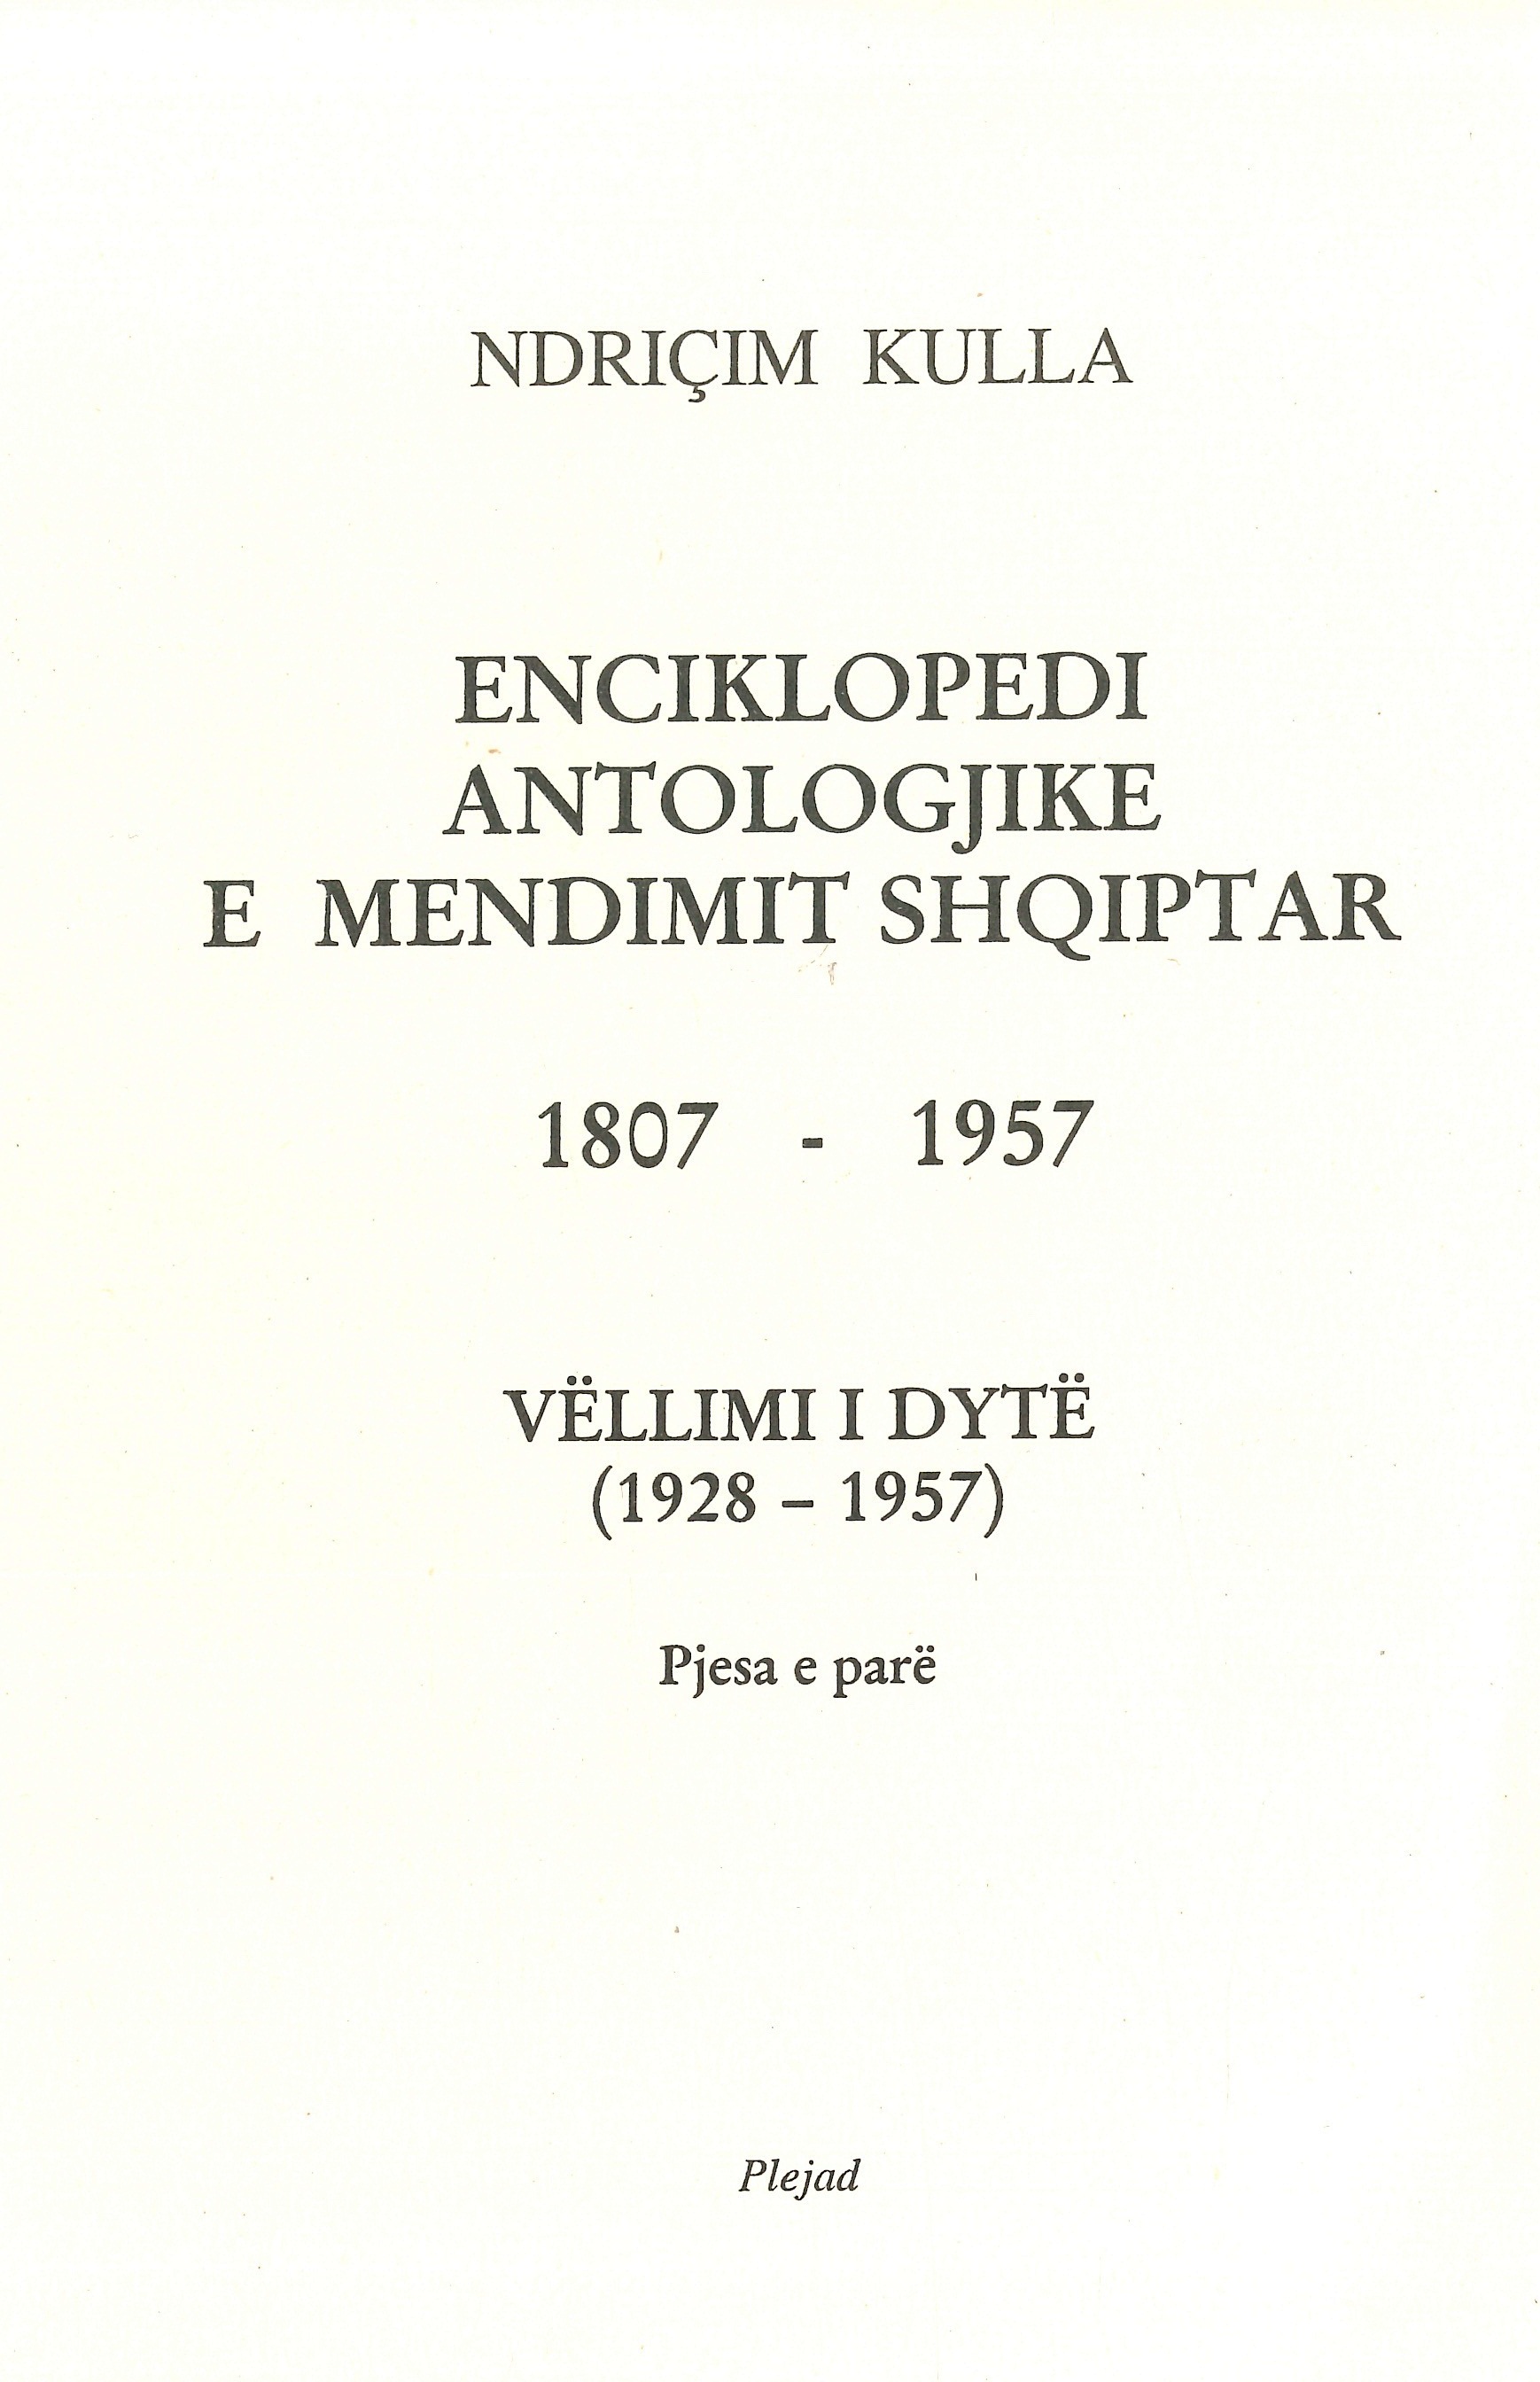 NDRIÇIM KULLA
ENCIKLOPEDI
ANTOLOGJIKE
E MENDIMIT SHQIPTAR
1807 - 1957
VËLLIMI I DYTË
(1928 – 1957)
Pjesa e parë
Plejad